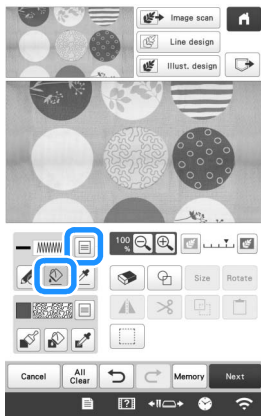 Image scan
Line design
Illust. design
100
%
Size
Rotate
Cancel
All
Clear
Memory
Next
?